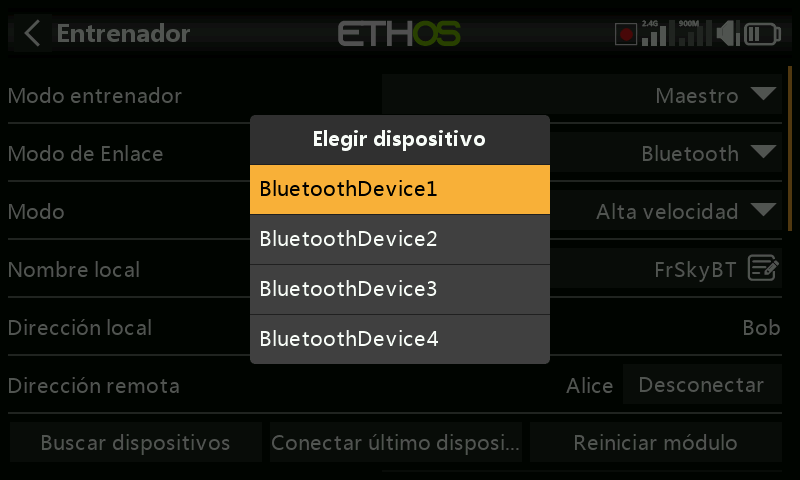 Entrenador
ETHOS
2.4G
900M
Modo entrenador
Maestro
Elegir dispositivo
Modo de Enlace
Bluetooth
BluetoothDevice1
Modo
Alta velocidad
BluetoothDevice2
Nombre local
FrSkyBT
BluetoothDevice3
Dirección local
Bob
BluetoothDevice4
Dirección remota
Alice
Desconectar
Buscar dispositivos
Conectar último disposi...
Reiniciar módulo